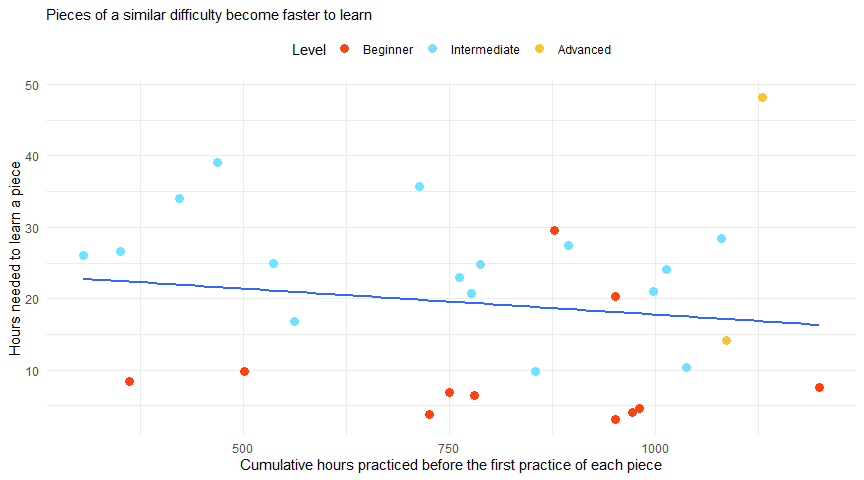 Pieces of a similar difficulty become faster to learn
Level Beginner Intermediate Advanced
Hours needed to learn a piece
50
40
30
20
10
500 750 1000
Cumulative hours practiced before the first practice of each piece